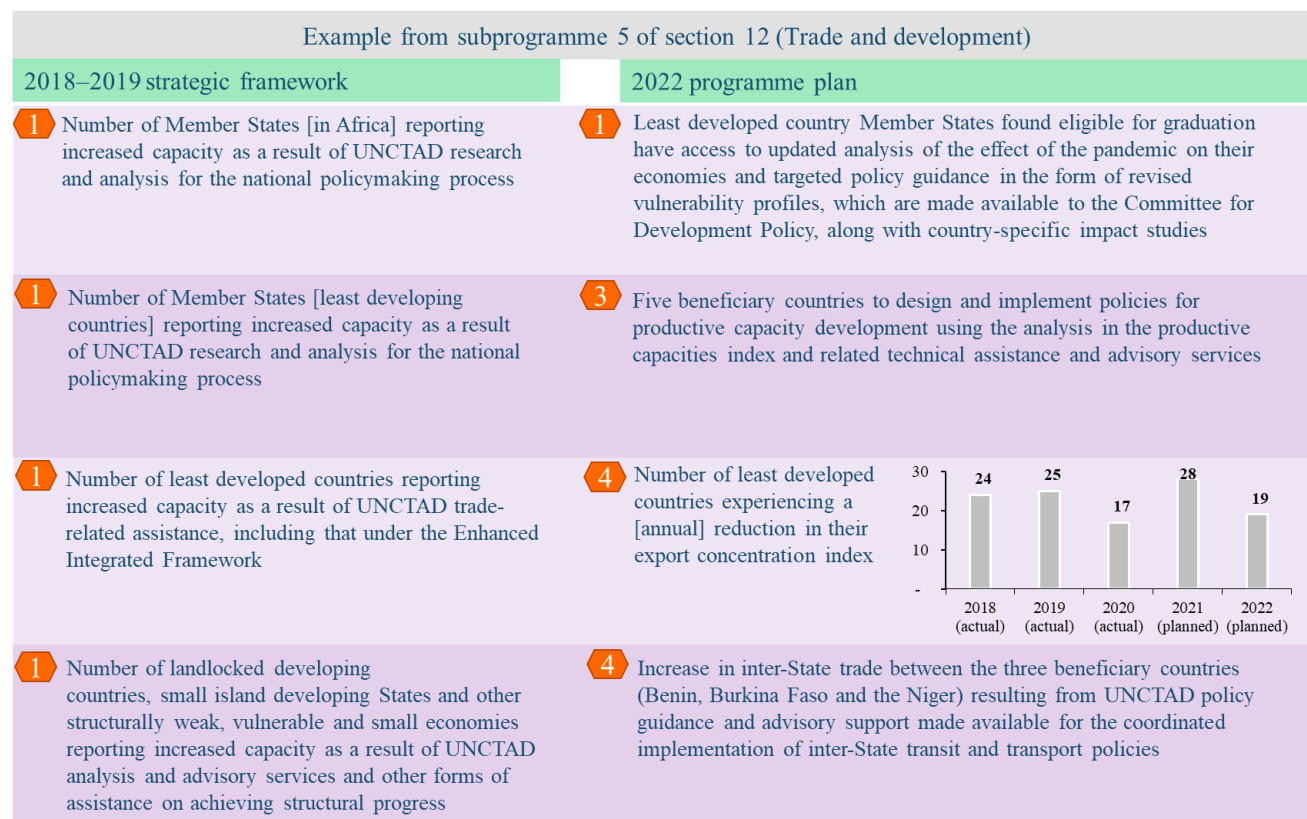 Example from subprogramme 5 of section 12 (Trade and development)
2018–2019 strategic framework
2022 programme plan
1
Number of Member States [in Africa] reporting
increased capacity as a result of UNCTAD research
and analysis for the national policymaking process
1
Least developed country Member States found eligible for graduation
have access to updated analysis of the effect of the pandemic on their
economies and targeted policy guidance in the form of revised
vulnerability profiles, which are made available to the Committee for
Development Policy, along with country-specific impact studies
1
Number of Member States [least developing
countries] reporting increased capacity as a result
of UNCTAD research and analysis for the national
policymaking process
3
Five beneficiary countries to design and implement policies for
productive capacity development using the analysis in the productive
capacities index and related technical assistance and advisory services
1
Number of least developed countries reporting
increased capacity as a result of UNCTAD trade-
related assistance, including that under the Enhanced
Integrated Framework
4
Number of least developed
countries experiencing a
[annual] reduction in their
export concentration index
30
20
10
-
24
25
17
28
19
2018
(actual)
2019
(actual)
2020
(actual)
2021
(planned)
2022
(planned)
1
Number of landlocked developing
countries, small island developing States and other
structurally weak, vulnerable and small economies
reporting increased capacity as a result of UNCTAD
analysis and advisory services and other forms of
assistance on achieving structural progress
4
Increase in inter-State trade between the three beneficiary countries
(Benin, Burkina Faso and the Niger) resulting from UNCTAD policy
guidance and advisory support made available for the coordinated
implementation of inter-State transit and transport policies